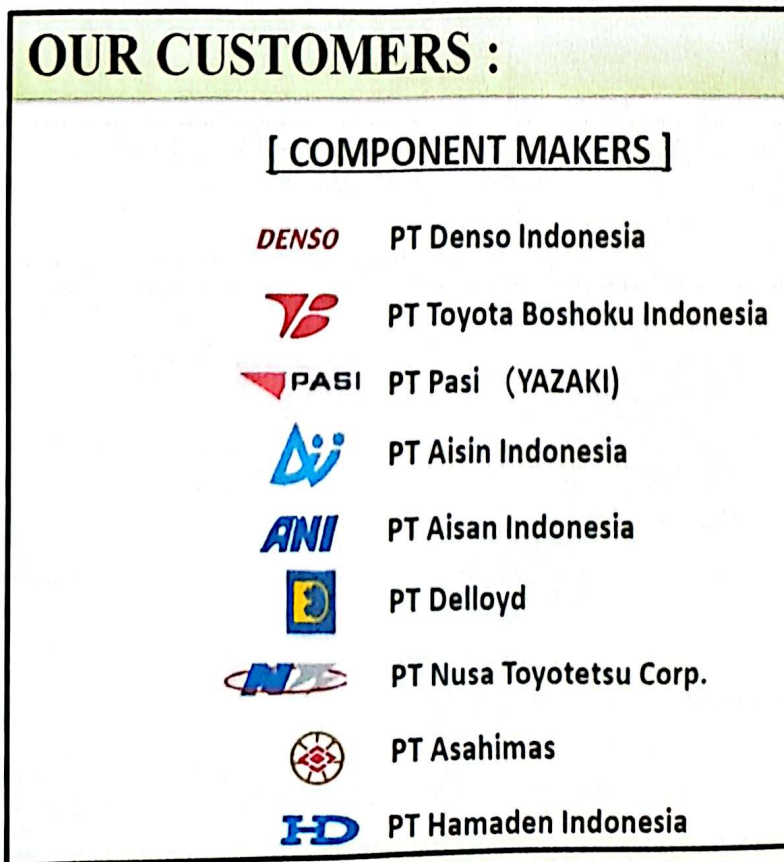 OUR CUSTOMERS :
[ COMPONENT MAKERS ]
DENSO PT Denso Indonesia
PT Toyota Boshoku Indonesia
PASI PT Pasi (YAZAKI)
PT Aisin Indonesia
ANI PT Aisan Indonesia
PT Delloyd
PT Nusa Toyotetsu Corp.
PT Asahimas
HD PT Hamaden Indonesia